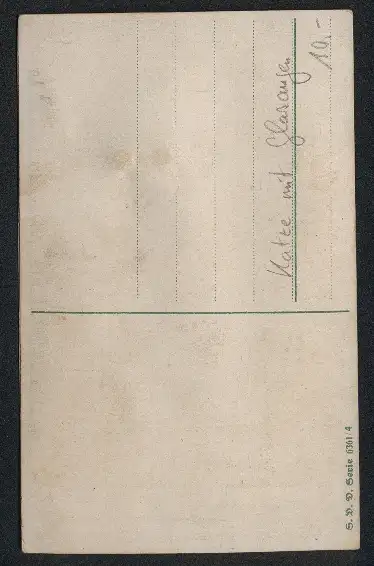 Katze mit Glasaugen
10.-
S. V. D. Serie 6361/4